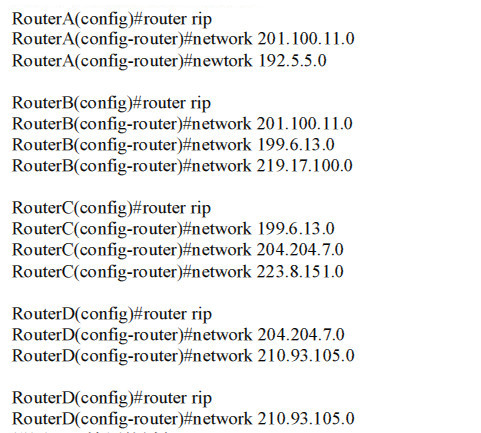 RouterA(config)#router rip
RouterA(config-router)#network 201.100.11.0
RouterA(config-router)#newtork 192.5.5.0
RouterB(config)#router rip
RouterB(config-router)#network 201.100.11.0
RouterB(config-router)#network 199.6.13.0
RouterB(config-router)#network 219.17.100.0
RouterC(config)#router rip
RouterC(config-router)#network 199.6.13.0
RouterC(config-router)#network 204.204.7.0
RouterC(config-router)#network 223.8.151.0
RouterD(config)#router rip
RouterD(config-router)#network 204.204.7.0
RouterD(config-router)#network 210.93.105.0
RouterD(config)#router rip
RouterD(config-router)#network 210.93.105.0